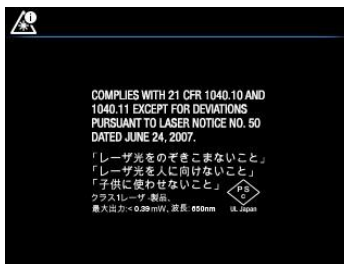 COMPLIES WITH 21 CFR 1040.10 AND
1040.11 EXCEPT FOR DEVIATIONS
PURSUANT TO LASER NOTICE NO. 50
DATED JUNE 24, 2007.
「レーザ光をのぞきこまないこと」
「レーザ光を人に向けないこと」
「子供に使わせないこと」
PS
C
クラス1レーザ製品、
最大出力:< 0.39 mW、波長: 650nm
UL Japan